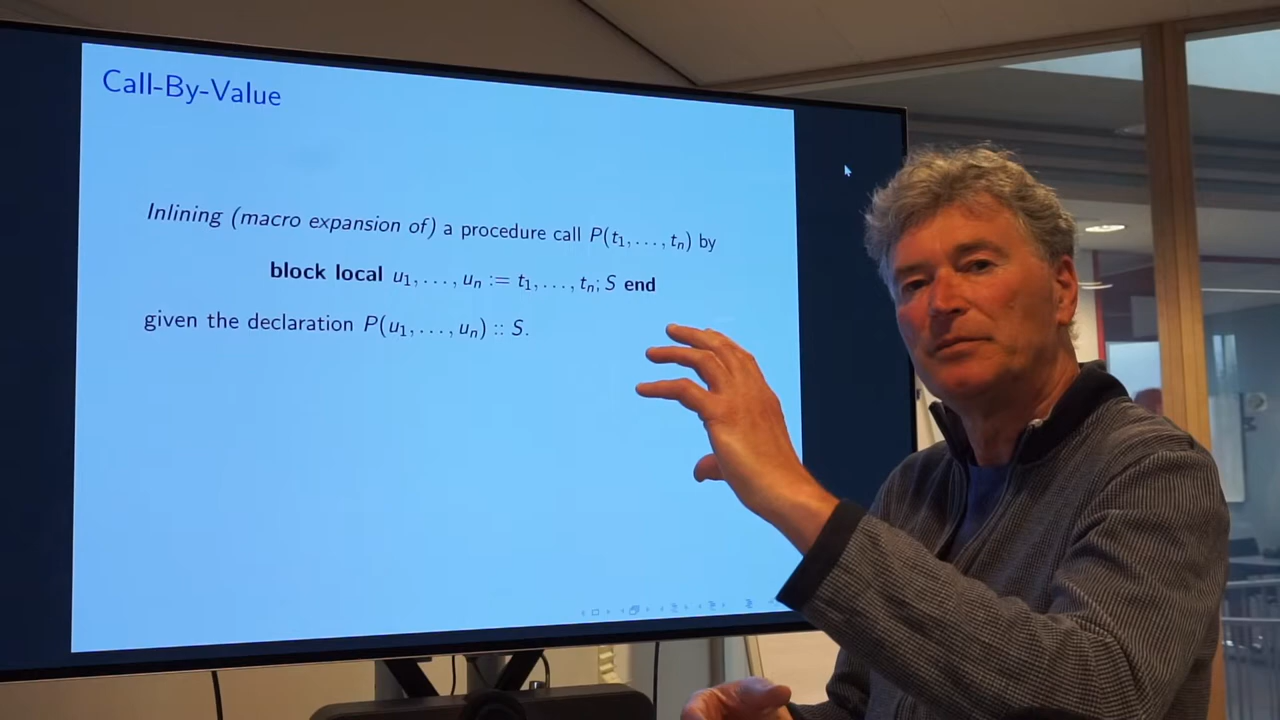 Call-By-Value
Inlining (macro expansion of) a procedure call P(t₁, . . . , tₙ) by
block local u₁, . . . , uₙ := t₁, . . . , tₙ; S end
given the declaration P(u₁, . . . , uₙ) :: S.